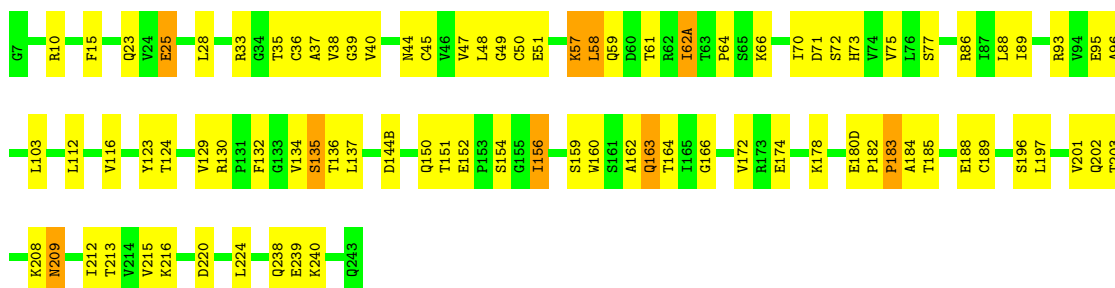 G7 R10 F15 Q23 V24 E25 L28 R33 G34 T35 C36 A37 V38 G39 V40 N44 C45 V46 V47 L48 G49 C50 E51 K57 L58 Q59 D60 T61 R62 I62A T63 P64 S65 K66 I70 D71 S72 H73 V74 V75 L76 S77 R86 I87 L88 I89 R93 V94 E95
L103 L112 V116 Y123 T124 V129 R130 P131 F132 G133 V134 S135 T136 L137 D144B Q150 T151 E152 P153 S154 G155 I156 S159 W160 S161 A162 Q163 T164 I165 G166 V172 R173 E174 K178 E180D P182 P183 A184 T185 E188 C189 S196 L197 V201 Q202
K208 N209 I212 T213 V214 V215 K216 D220 L224 Q238 E239 K240 Q243